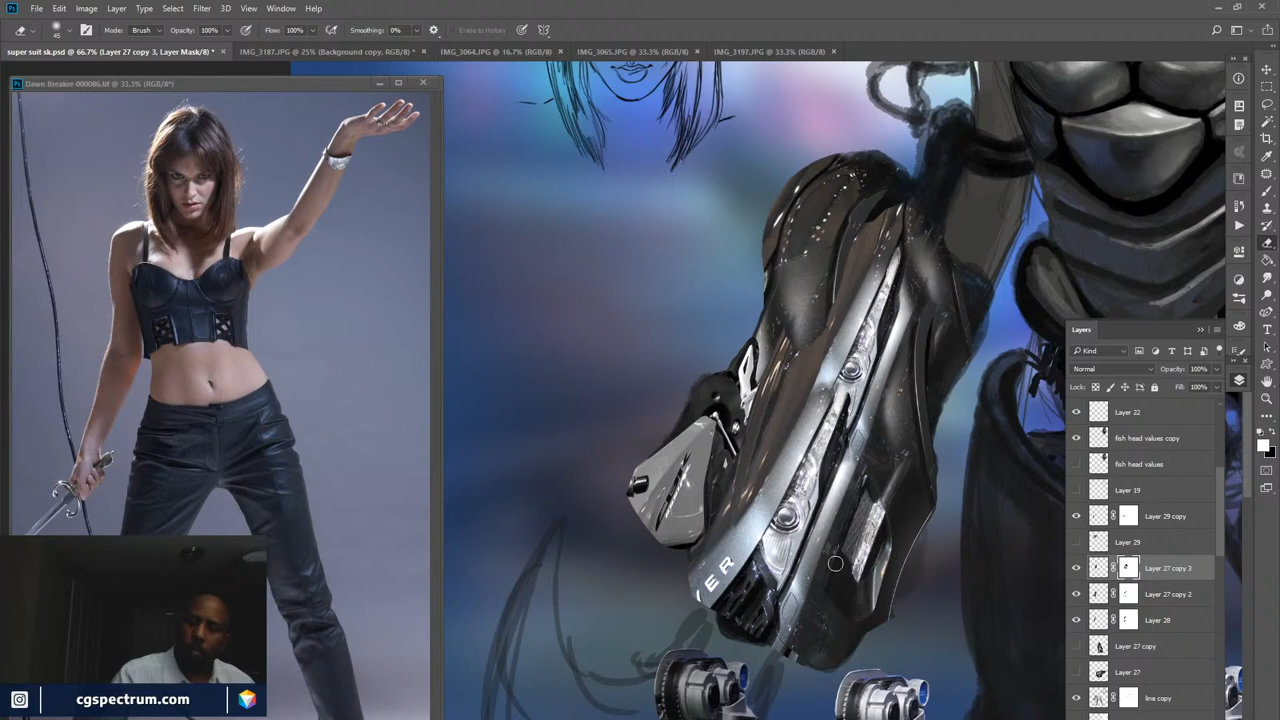 File Edit Image Layer Type Select Filter 3D View Window Help
45 Mode: Brush Opacity: 100% Flow: 100% Smoothing: 0% Erase to History
super suit sk.psd @ 66.7% (Layer 27 copy 3, Layer Mask/8) * × IMG_3187.JPG @ 25% (Background copy, RGB/8) * × IMG_3064.JPG @ 16.7% (RGB/8) × IMG_3065.JPG @ 33.3% (RGB/8) × IMG_3197.JPG @ 33.3% (RGB/8) ×
Dawn Breaker-000086.tif @ 33.3% (RGB/8*)
Layers
Kind
Normal Opacity: 100%
Lock: Fill: 100%
Layer 22
fish head values copy
fish head values
Layer 19
Layer 29 copy
Layer 29
Layer 27 copy 3
Layer 27 copy 2
Layer 28
Layer 27 copy
Layer 27
line copy
VER
cgspectrum.com